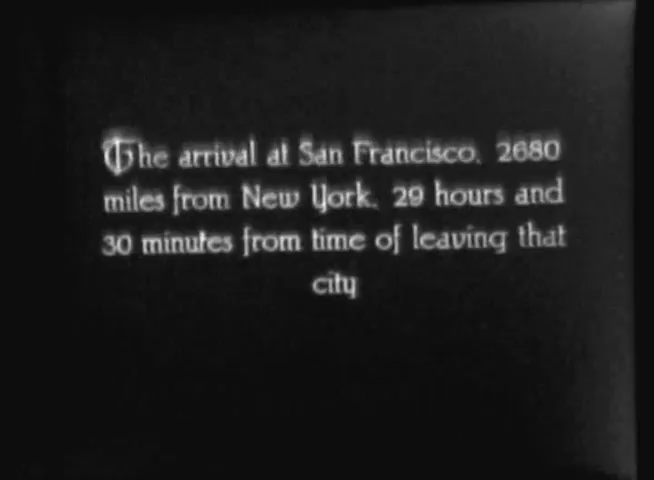 The arrival at San Francisco. 2680
miles from New York. 29 hours and
30 minutes from time of leaving that
city